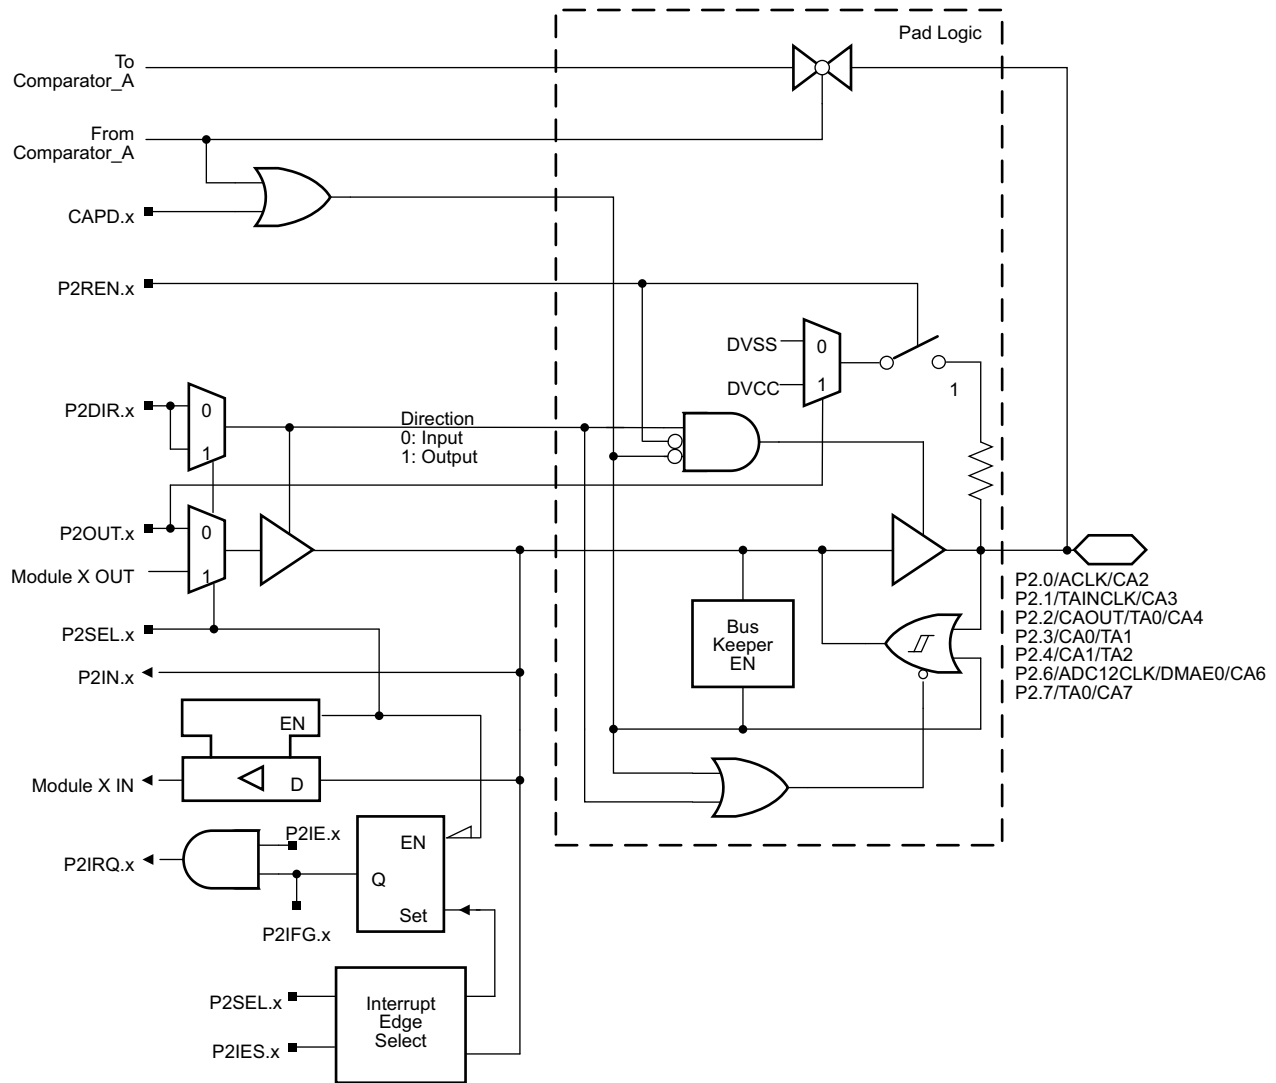 Pad Logic
To
Comparator_A
From
Comparator_A
CAPD.x
P2REN.x
DVSS
0
DVCC
1
1
P2DIR.x
0
1
Direction
0: Input
1: Output
P2OUT.x
0
Module X OUT
1
P2SEL.x
P2IN.x
Bus
Keeper
EN
P2.0/ACLK/CA2
P2.1/TAINCLK/CA3
P2.2/CAOUT/TA0/CA4
P2.3/CA0/TA1
P2.4/CA1/TA2
P2.6/ADC12CLK/DMAE0/CA6
P2.7/TA0/CA7
EN
Module X IN
D
P2IE.x
P2IRQ.x
EN
Q
Set
P2IFG.x
P2SEL.x
P2IES.x
Interrupt
Edge
Select